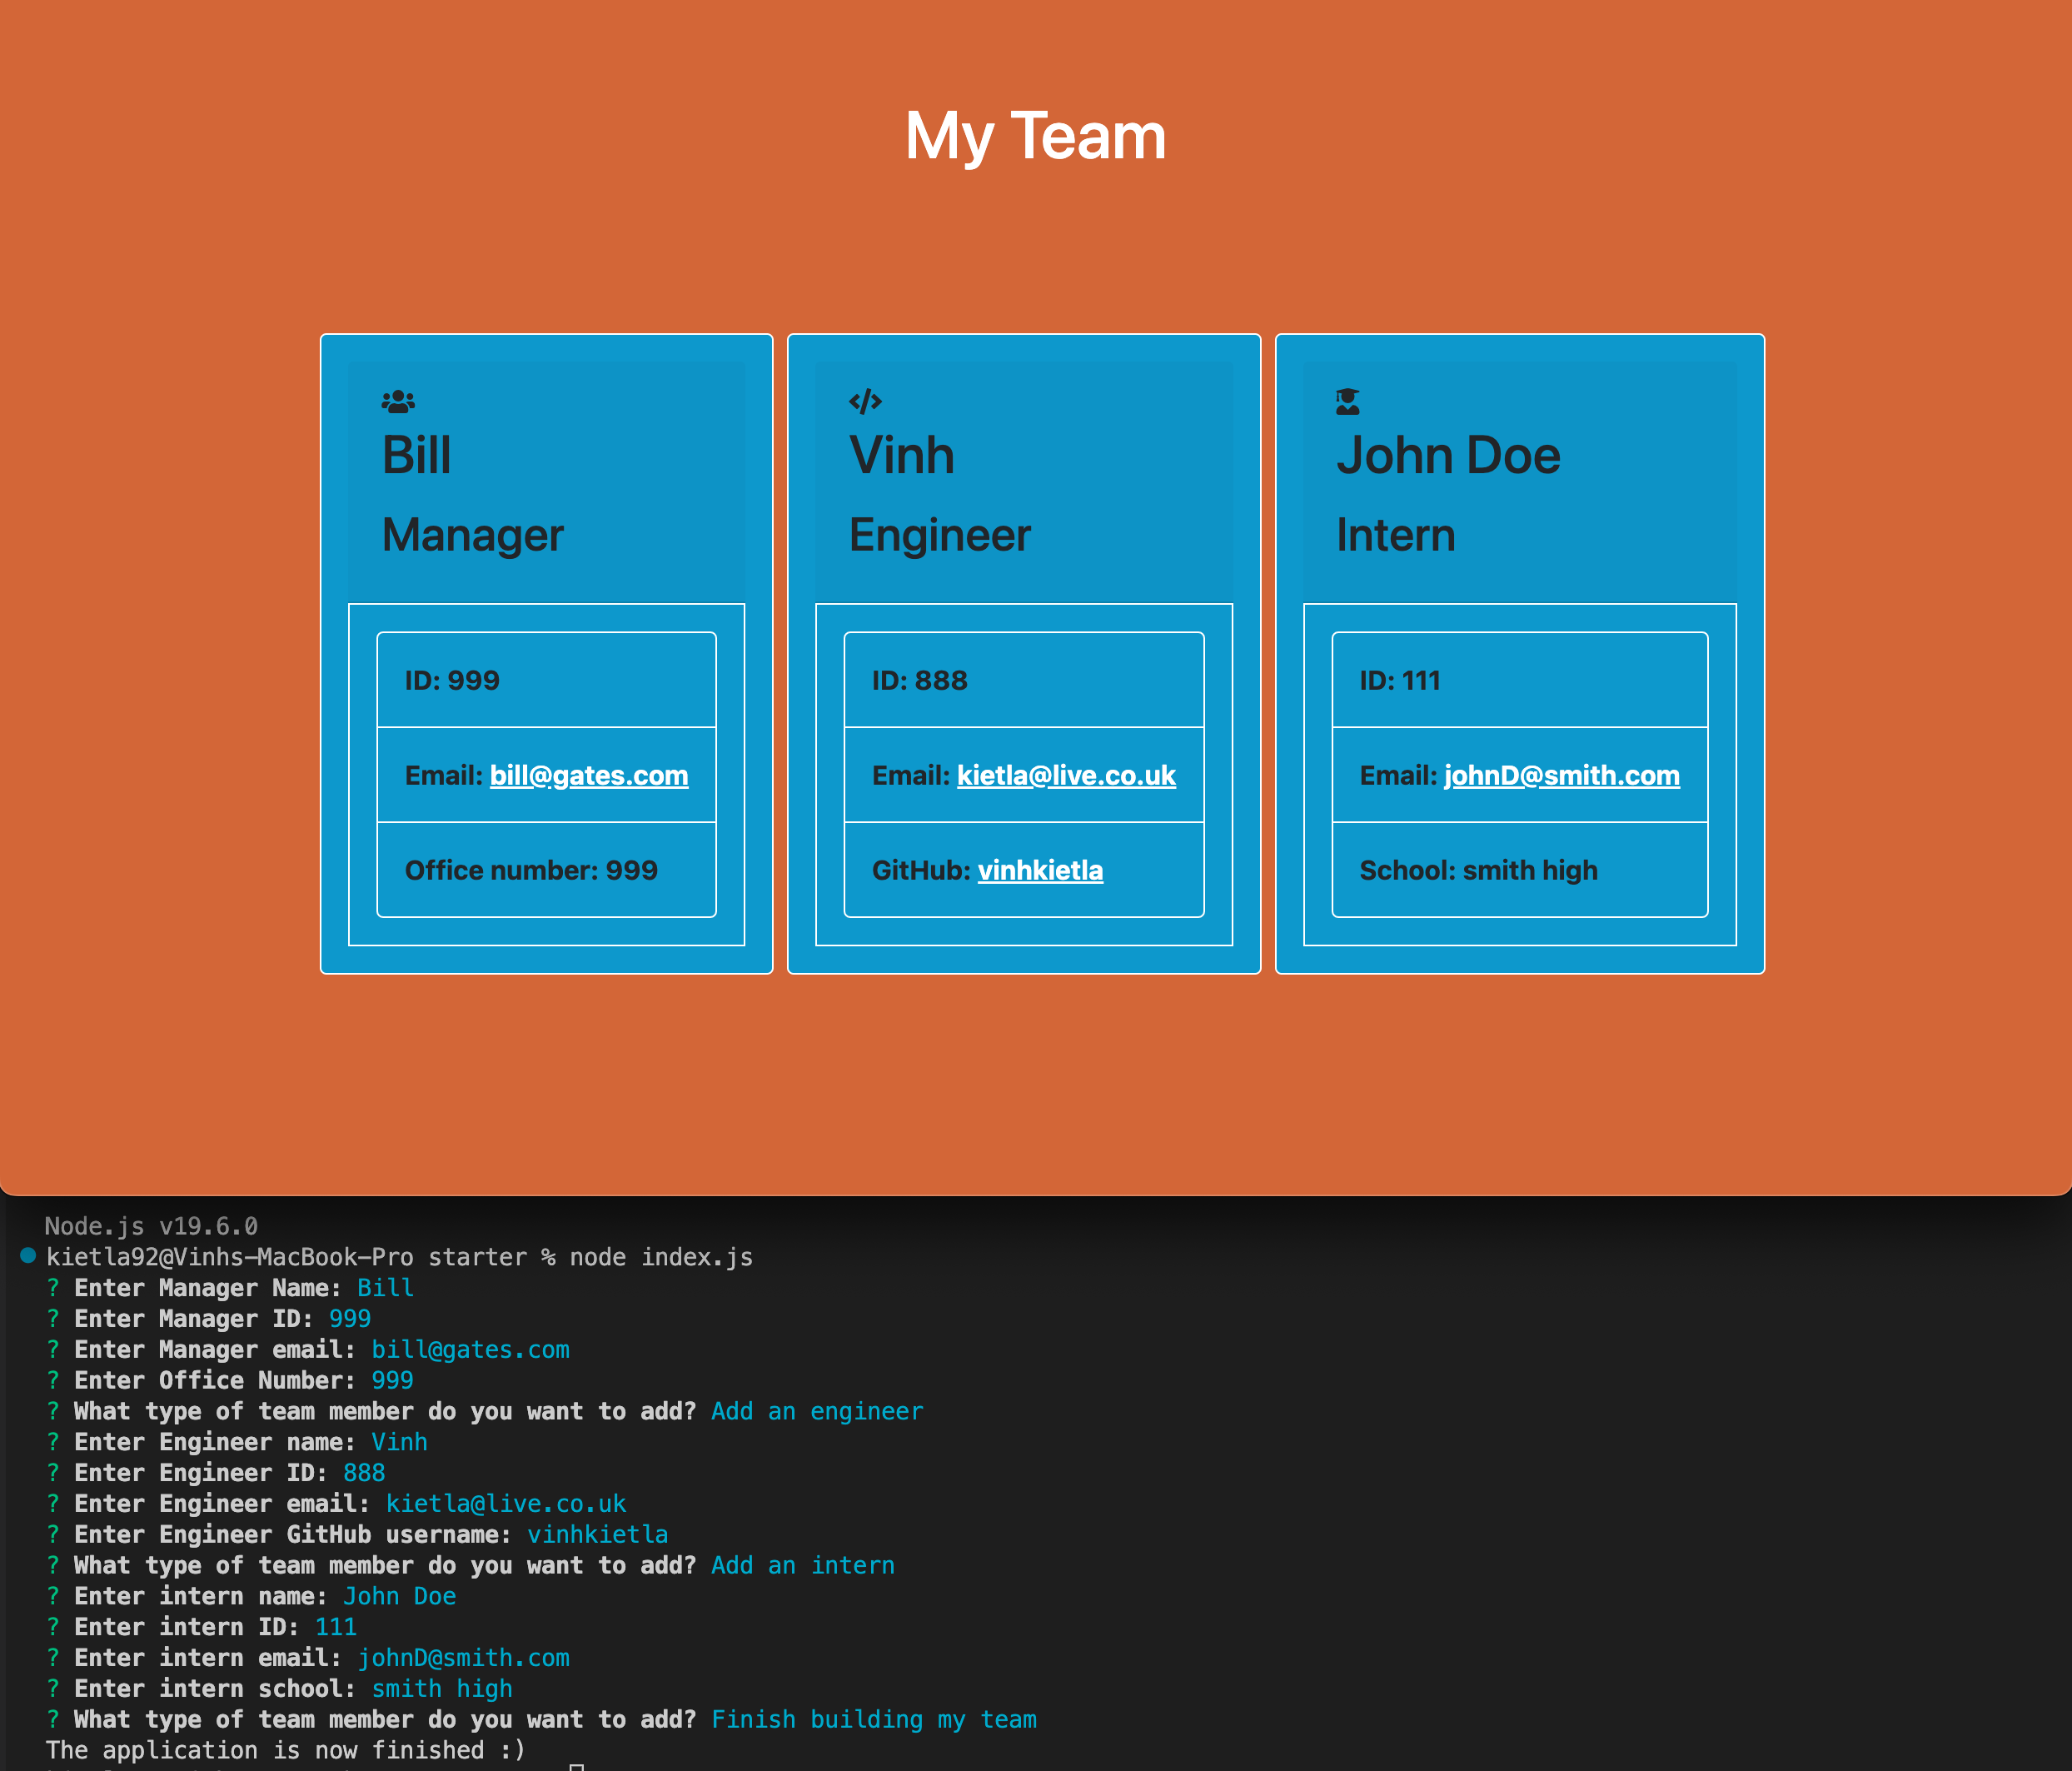 My Team
Bill
Manager
ID: 999
Email: bill@gates.com
Office number: 999
Vinh
Engineer
ID: 888
Email: kietla@live.co.uk
GitHub: vinhkietla
John Doe
Intern
ID: 111
Email: johnD@smith.com
School: smith high
Node.js v19.6.0
kietla92@Vinhs-MacBook-Pro starter % node index.js
? Enter Manager Name: Bill
? Enter Manager ID: 999
? Enter Manager email: bill@gates.com
? Enter Office Number: 999
? What type of team member do you want to add? Add an engineer
? Enter Engineer name: Vinh
? Enter Engineer ID: 888
? Enter Engineer email: kietla@live.co.uk
? Enter Engineer GitHub username: vinhkietla
? What type of team member do you want to add? Add an intern
? Enter intern name: John Doe
? Enter intern ID: 111
? Enter intern email: johnD@smith.com
? Enter intern school: smith high
? What type of team member do you want to add? Finish building my team
The application is now finished :)